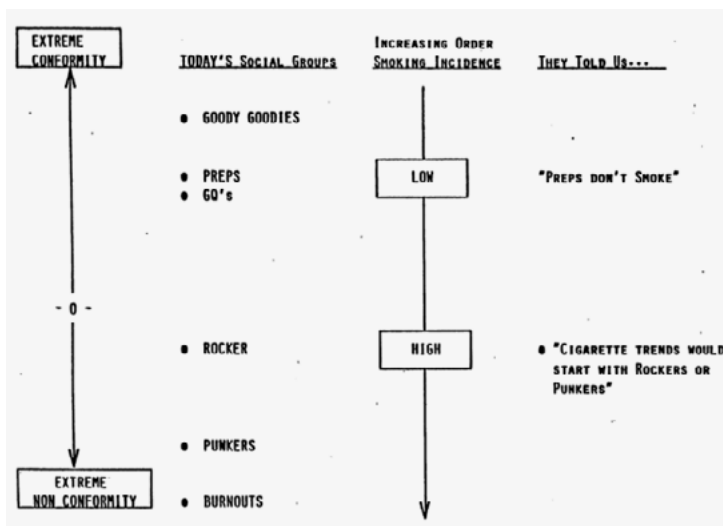 EXTREME
CONFORMITY
TODAY'S SOCIAL GROUPS
INCREASING ORDER
SMOKING INCIDENCE
THEY TOLD US...
• GOODY GOODIES
• PREPS
• GQ's
LOW
"PREPS DON'T SMOKE"
- 0 -
• ROCKER
HIGH
• "CIGARETTE TRENDS WOULD
START WITH ROCKERS OR
PUNKERS"
• PUNKERS
EXTREME
NON CONFORMITY
• BURNOUTS